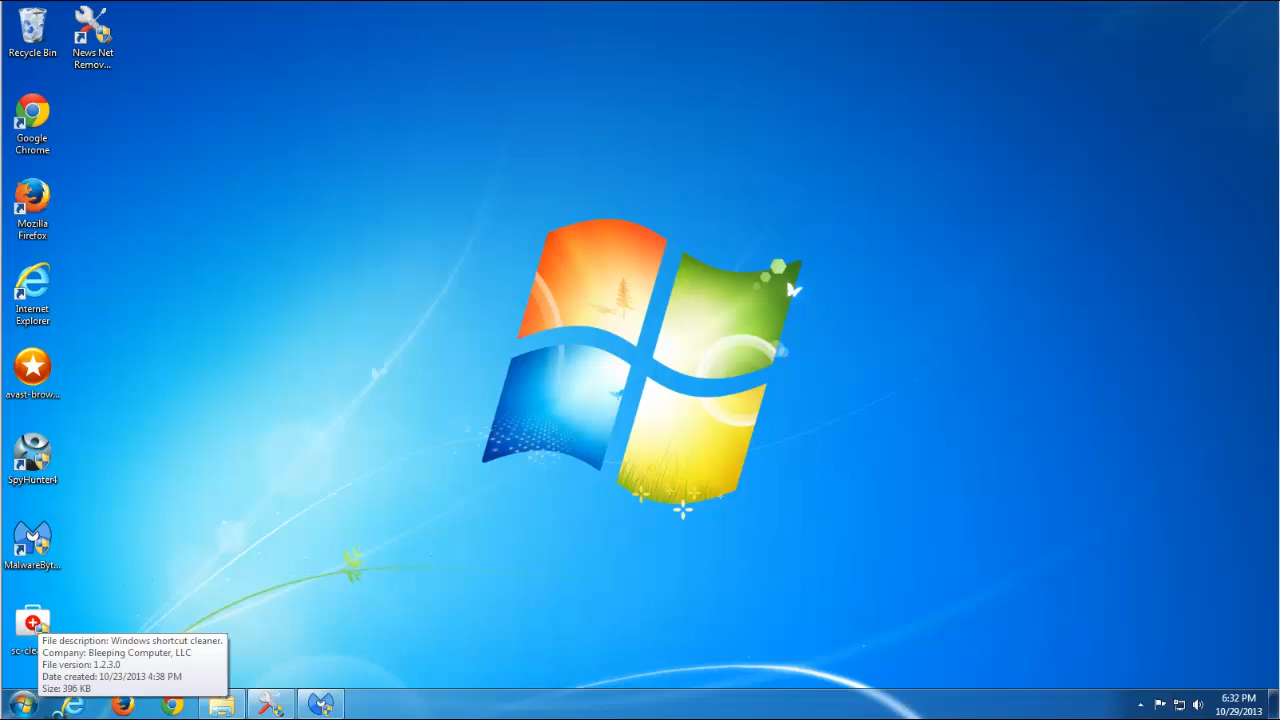 Recycle Bin
News Net
Remov...
Google
Chrome
Mozilla
Firefox
Internet
Explorer
avast-brow...
SpyHunter4
MalwareByt...
sc-clea
File description: Windows shortcut cleaner.
Company: Bleeping Computer, LLC
File version: 1.2.3.0
Date created: 10/23/2013 4:38 PM
Size: 396 KB
6:32 PM
10/29/2013